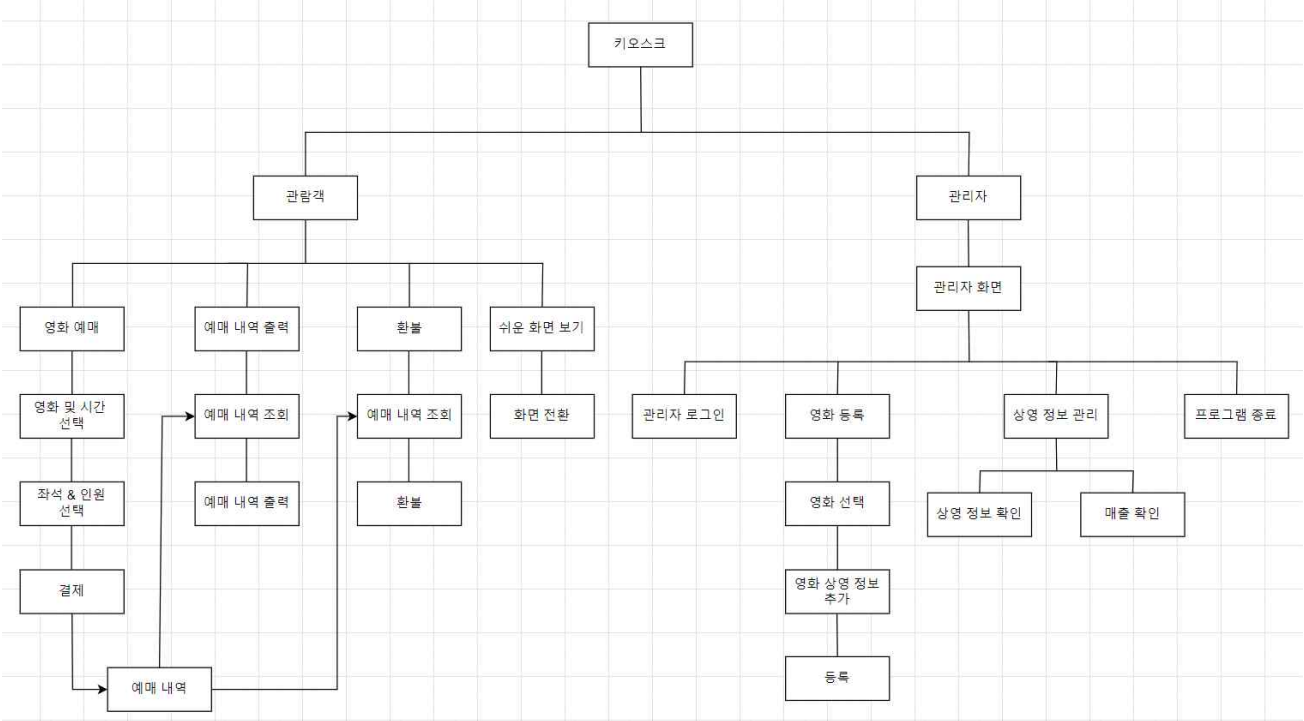 키오스크
관람객
관리자
관리자 화면
영화 예매
예매 내역 출력
환불
쉬운 화면 보기
영화 및 시간
선택
예매 내역 조회
예매 내역 조회
화면 전환
관리자 로그인
영화 등록
상영 정보 관리
프로그램 종료
좌석 & 인원
선택
예매 내역 출력
환불
영화 선택
상영 정보 확인
매출 확인
결제
영화 상영 정보
추가
예매 내역
등록